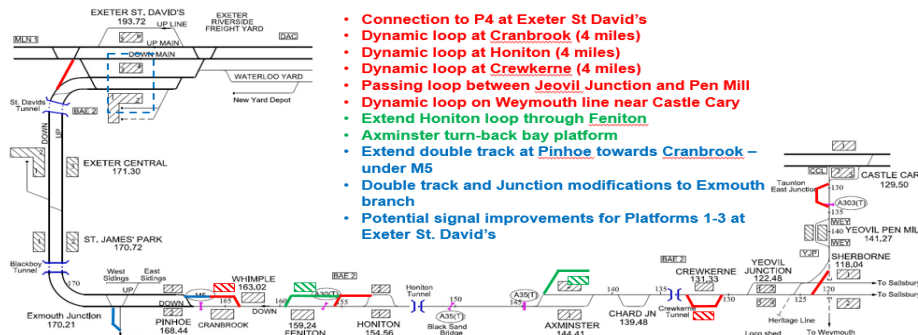 EXETER ST, DAVID'S
193.72
UP LINE
EXETER
RIVERSIDE
FREIGHT YARD
MLN 1
UP MAIN
DAC
DOWN MAIN
WATERLOO YARD
New Yard Depot
St. Davids
Tunnel
BAE 2
DOWN
UP
EXETER CENTRAL
171.30
ST. JAMES' PARK
170.72
Blackboy
Tunnel
• Connection to P4 at Exeter St David's
• Dynamic loop at Cranbrook (4 miles)
• Dynamic loop at Honiton (4 miles)
• Dynamic loop at Crewkerne (4 miles)
• Passing loop between Jeovil Junction and Pen Mill
• Dynamic loop on Weymouth line near Castle Cary
• Extend Honiton loop through Feniton
• Axminster turn-back bay platform
• Extend double track at Pinhoe towards Cranbrook –
under M5
• Double track and Junction modifications to Exmouth
branch
• Potential signal improvements for Platforms 1-3 at
Exeter St. David's
CCL
CASTLE CAR
129.50
Taunton
East Junction
130
A303(T)
135
WEY
YEOVIL PEN MIL
140
141.27
WEY
YJP
SHERBORNE
118.04
170
West
Sidings
East
Sidings
UP
DOWN
M5
WHIMPLE
163.02
165
DOWN
BAE 2
A30(T)
Honiton
Tunnel
150
A35(T)
145
A35(T)
BAE 2
CREWKERNE
131.33
YEOVIL
JUNCTION
122.48
To Salisbury
To Salisbury
Exmouth Junction
170.21
PINHOE
168.44
CRANBROOK
159,24
FENITON
154.56
HONITON
Black Sand
Bridge
AXMINSTER
144.41
CHARD JN
139.48
Crewkerne
Tunnel
130
125
120
Heritage Line
Loop shed
To Weymouth